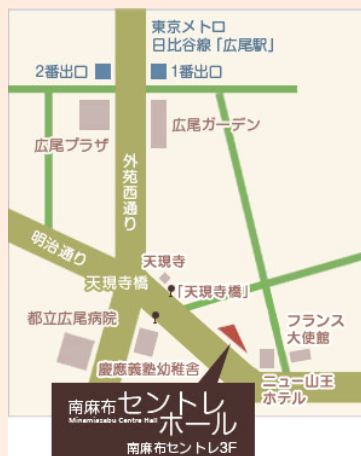 東京メトロ
日比谷線「広尾駅」
2番出口
1番出口
広尾プラザ
広尾ガーデン
外苑西通り
明治通り
天現寺
天現寺橋
「天現寺橋」
都立広尾病院
慶應義塾幼稚舎
フランス
大使館
ニュー山王
ホテル
南麻布セントレ
Minamiazabu Centre Hall
ホール
南麻布セントレ3F